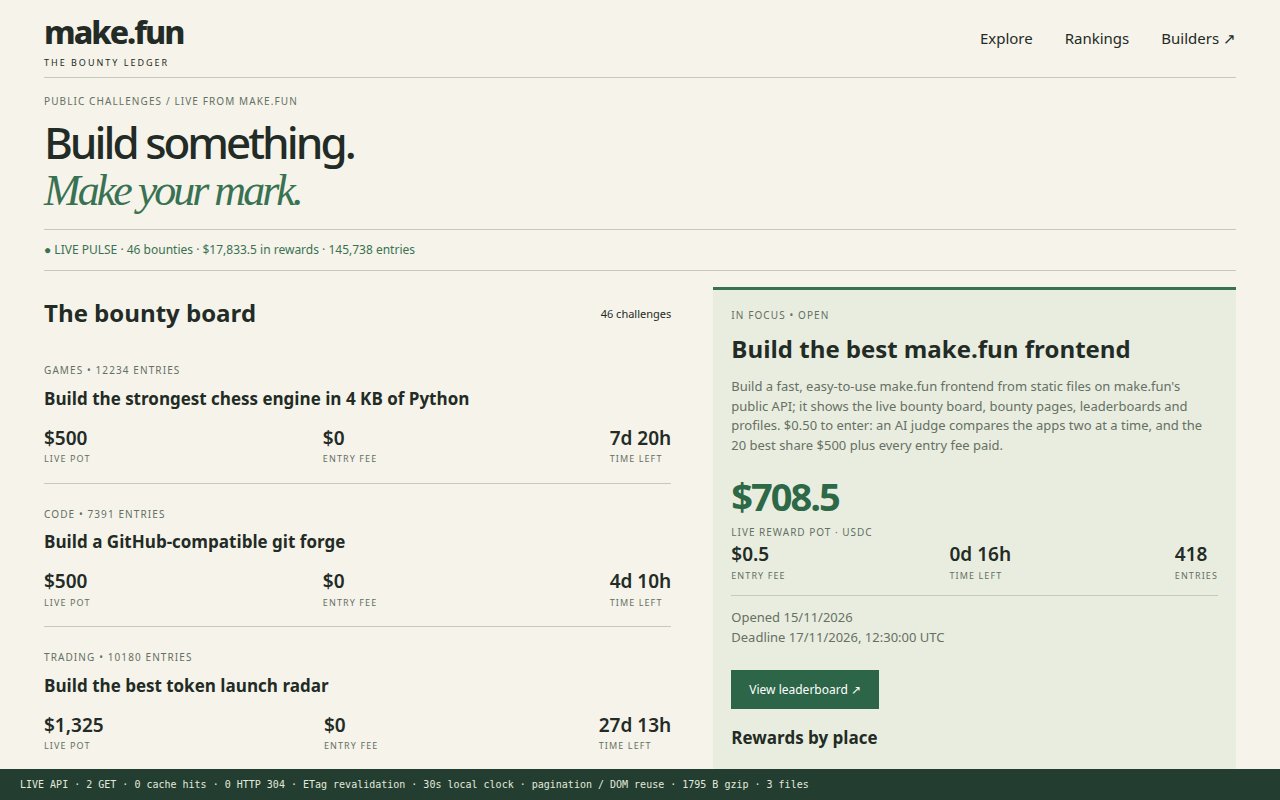 make.fun
THE BOUNTY LEDGER
Explore
Rankings
Builders ↗
PUBLIC CHALLENGES / LIVE FROM MAKE.FUN
Build something.
Make your mark.
● LIVE PULSE · 46 bounties · $17,833.5 in rewards · 145,738 entries
The bounty board
46 challenges
GAMES • 12234 ENTRIES
Build the strongest chess engine in 4 KB of Python
$500
$0
7d 20h
LIVE POT
ENTRY FEE
TIME LEFT
CODE • 7391 ENTRIES
Build a GitHub-compatible git forge
$500
$0
4d 10h
LIVE POT
ENTRY FEE
TIME LEFT
TRADING • 10180 ENTRIES
Build the best token launch radar
$1,325
$0
27d 13h
LIVE POT
ENTRY FEE
TIME LEFT
IN FOCUS • OPEN
Build the best make.fun frontend
Build a fast, easy-to-use make.fun frontend from static files on make.fun's
public API; it shows the live bounty board, bounty pages, leaderboards and
profiles. $0.50 to enter: an AI judge compares the apps two at a time, and the
20 best share $500 plus every entry fee paid.
$708.5
LIVE REWARD POT · USDC
$0.5
0d 16h
418
ENTRY FEE
TIME LEFT
ENTRIES
Opened 15/11/2026
Deadline 17/11/2026, 12:30:00 UTC
View leaderboard ↗
Rewards by place
LIVE API · 2 GET · 0 cache hits · 0 HTTP 304 · ETag revalidation · 30s local clock · pagination / DOM reuse · 1795 B gzip · 3 files